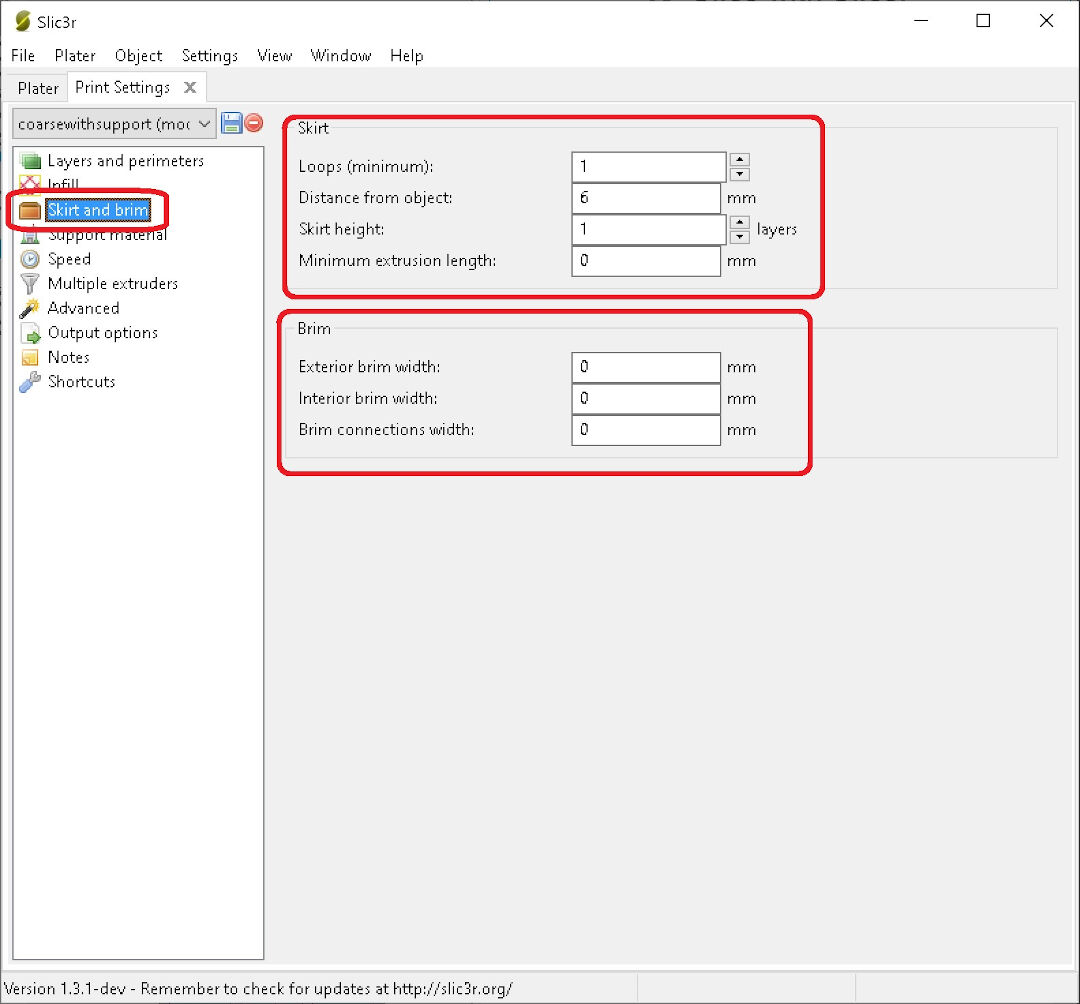 Slic3r
File Plater Object Settings View Window Help
Plater Print Settings
coarsewithsupport (mod
Layers and perimeters
Infill
Skirt and brim
Support material
Speed
Multiple extruders
Advanced
Output options
Notes
Shortcuts
Skirt
Loops (minimum): 1
Distance from object: 6 mm
Skirt height: 1 layers
Minimum extrusion length: 0 mm
Brim
Exterior brim width: 0 mm
Interior brim width: 0 mm
Brim connections width: 0 mm
Version 1.3.1-dev - Remember to check for updates at http://slic3r.org/